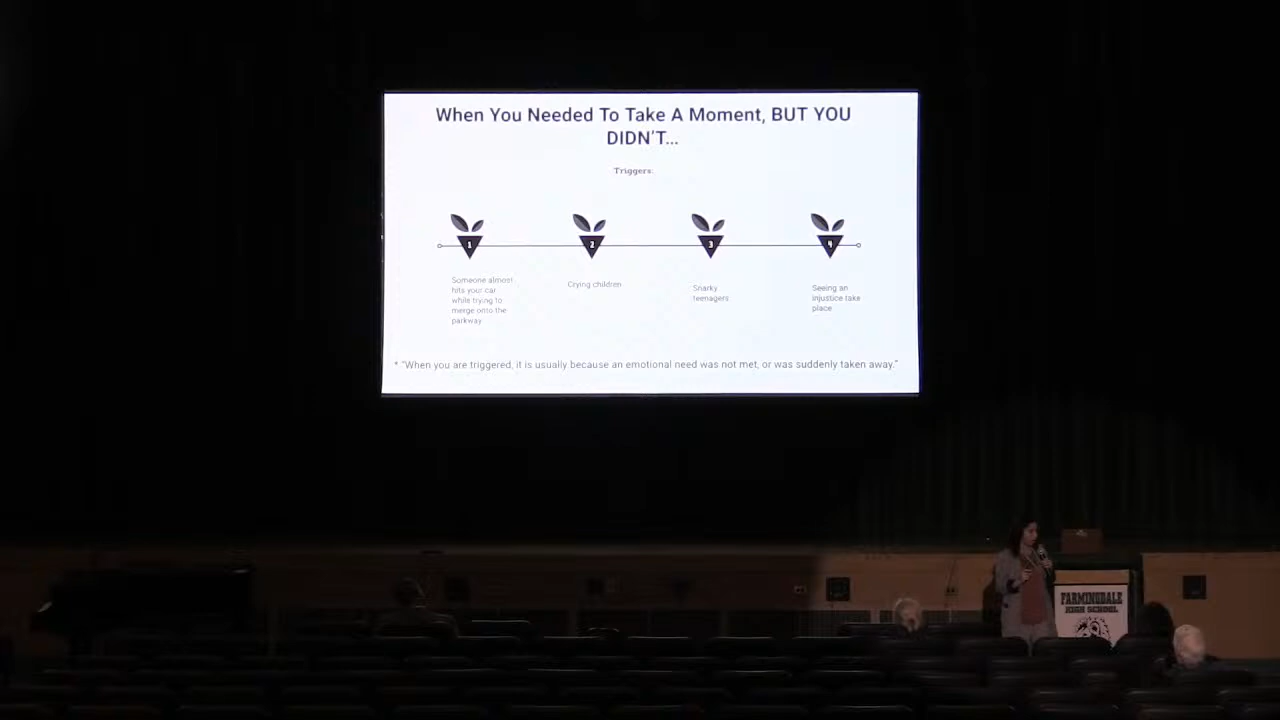 When You Needed To Take A Moment, BUT YOU
DIDN'T...
Triggers:
1
2
3
4
Someone almost
hits your car
while trying to
merge onto the
parkway
Crying children
Snarky
teenagers
Seeing an
injustice take
place
* "When you are triggered, it is usually because an emotional need was not met, or was suddenly taken away."
FARMINGDALE
HIGH SCHOOL